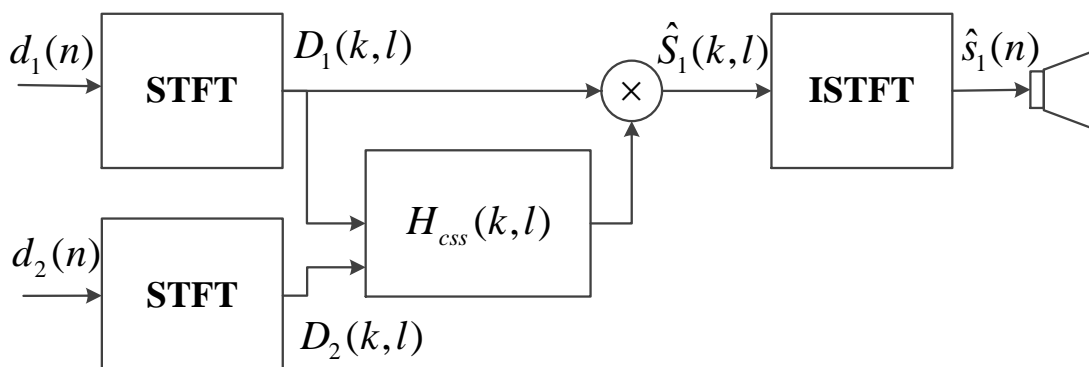 d₁(n)
STFT
D₁(k,l)
×
Ŝ₁(k,l)
ISTFT
ŝ₁(n)
H_css(k,l)
d₂(n)
STFT
D₂(k,l)